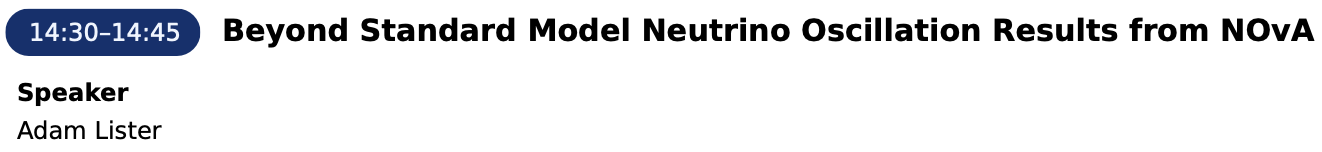 14:30–14:45 Beyond Standard Model Neutrino Oscillation Results from NOvA
Speaker
Adam Lister